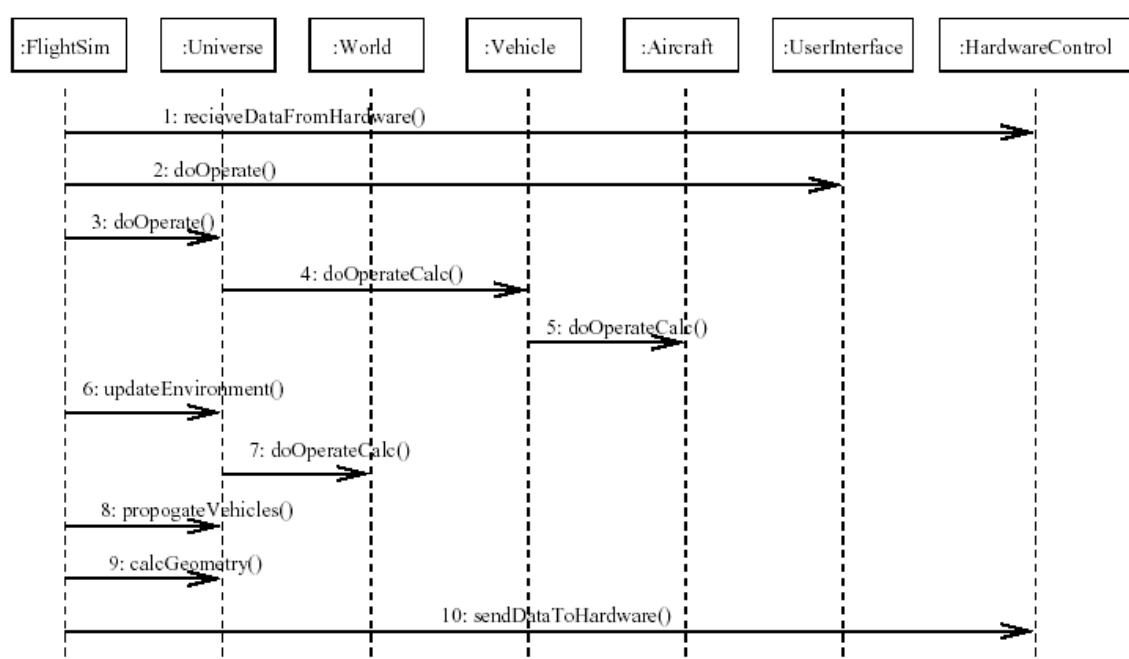 :FlightSim
:Universe
:World
:Vehicle
:Aircraft
:UserInterface
:HardwareControl
1: recieveDataFromHardware()
2: doOperate()
3: doOperate()
4: doOperateCalc()
5: doOperateCalc()
6: updateEnvironment()
7: doOperateCalc()
8: propogateVehicles()
9: calcGeometry()
10: sendDataToHardware()